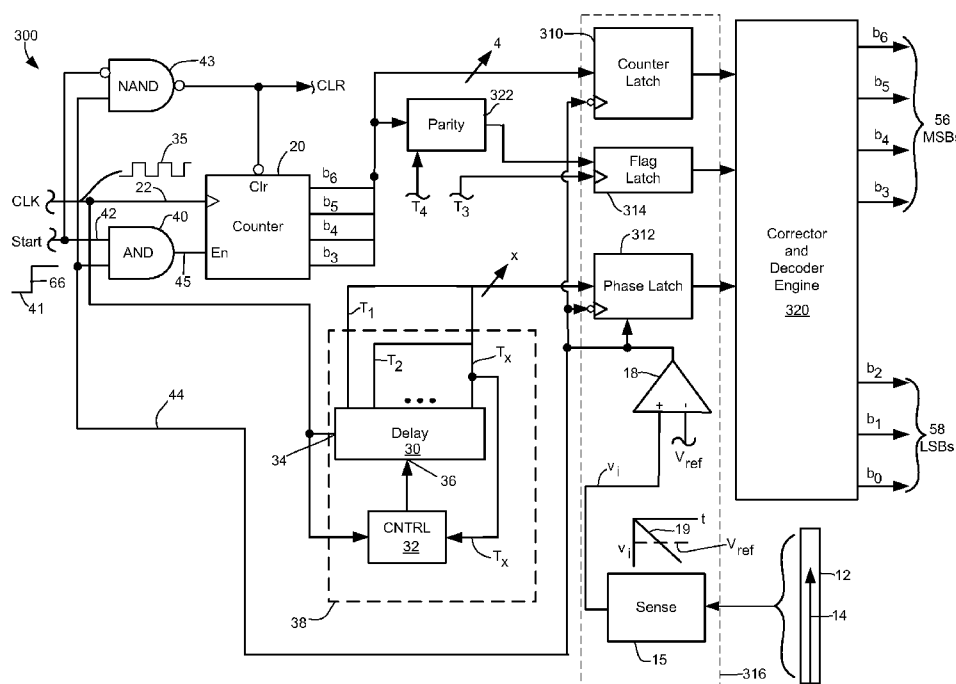 300
NAND
43
CLR
35
22
CLK
42
40
Start
AND
45
66
41
20
Clr
Counter
En
b6
b5
b4
b3
4
322
Parity
T4
T3
310
Counter
Latch
Flag
Latch
314
312
x
Phase Latch
T1
T2
Tx
18
+
-
Vref
44
34
Delay
30
36
CNTRL
32
Tx
38
vi
t
19
vi
Vref
Sense
15
12
14
316
Corrector
and
Decoder
Engine
320
b6
b5
b4
b3
56
MSBs
b2
b1
b0
58
LSBs